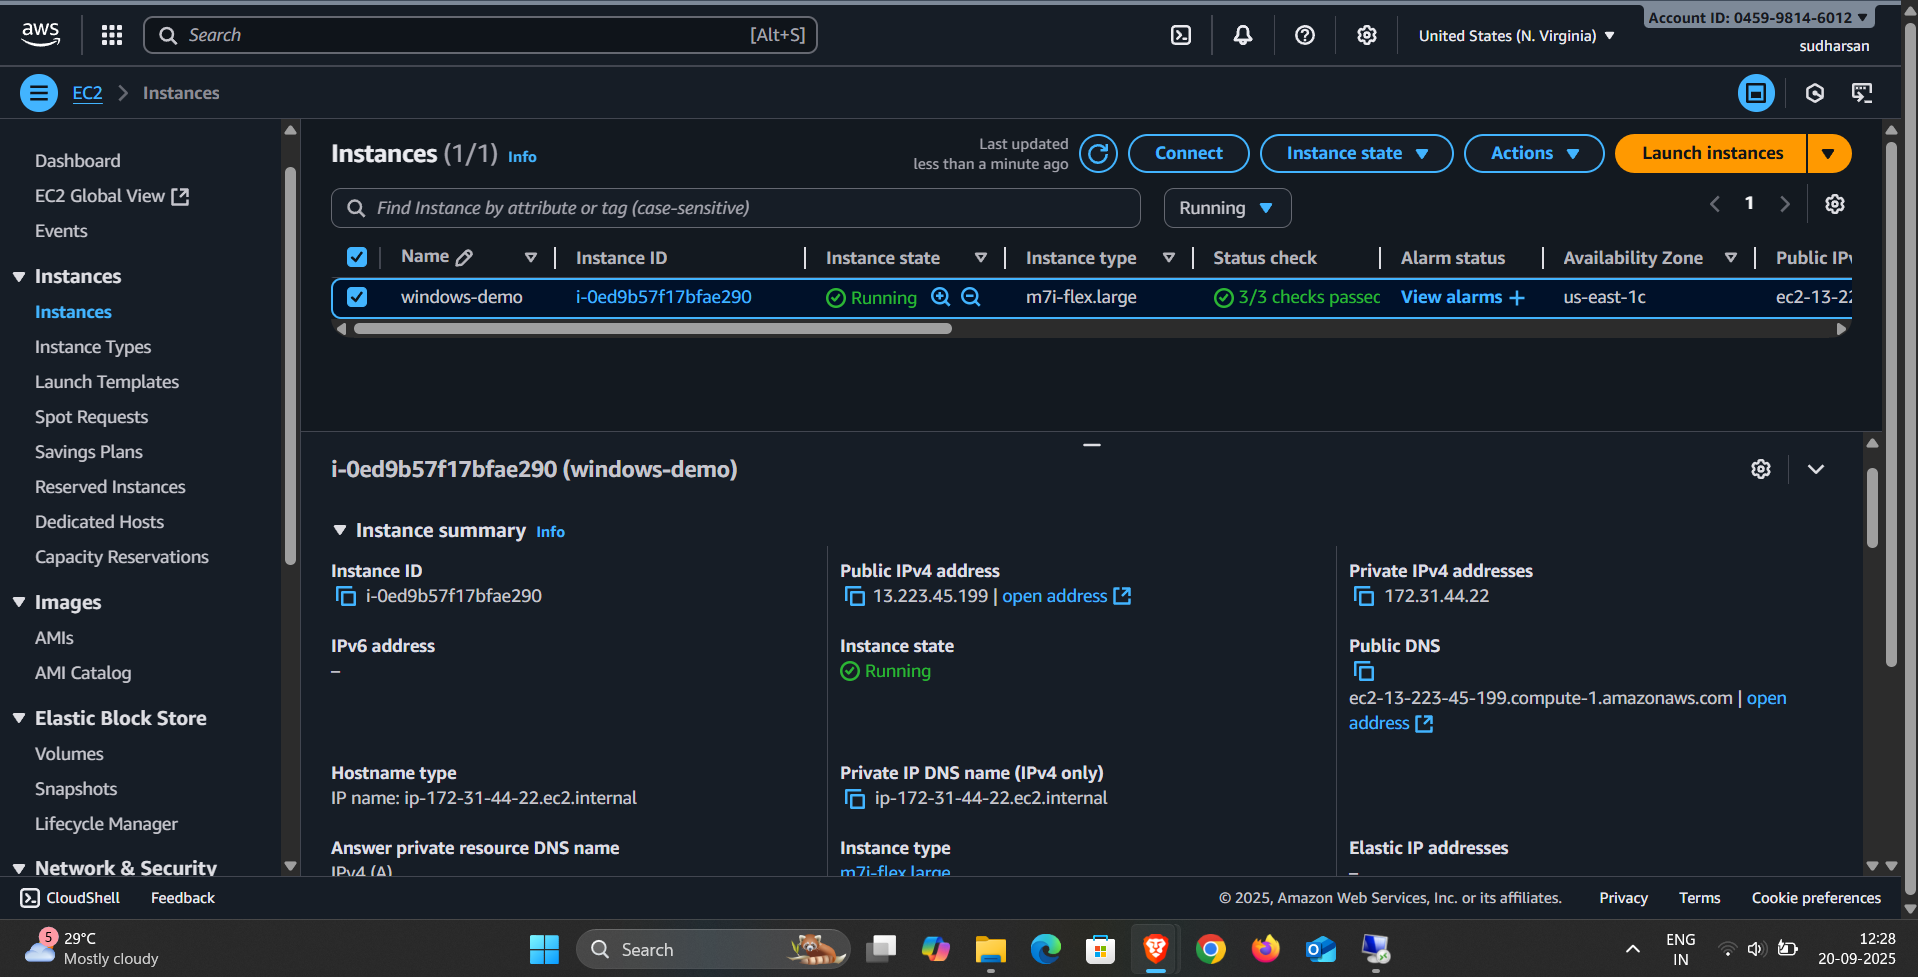 aws
Search
[Alt+S]
United States (N. Virginia)
Account ID: 0459-9814-6012
sudharsan
EC2
Instances
Dashboard
EC2 Global View
Events
Instances
Instances
Instance Types
Launch Templates
Spot Requests
Savings Plans
Reserved Instances
Dedicated Hosts
Capacity Reservations
Images
AMIs
AMI Catalog
Elastic Block Store
Volumes
Snapshots
Lifecycle Manager
Network & Security
Instances (1/1) Info
Last updated
less than a minute ago
Connect
Instance state
Actions
Launch instances
Find Instance by attribute or tag (case-sensitive)
Running
1
Name Instance ID Instance state Instance type Status check Alarm status Availability Zone Public IPv
windows-demo i-0ed9b57f17bfae290 Running m7i-flex.large 3/3 checks passec View alarms + us-east-1c ec2-13-22
i-0ed9b57f17bfae290 (windows-demo)
Instance summary Info
Instance ID
i-0ed9b57f17bfae290
Public IPv4 address
13.223.45.199 | open address
Private IPv4 addresses
172.31.44.22
IPv6 address
–
Instance state
Running
Public DNS
ec2-13-223-45-199.compute-1.amazonaws.com | open
address
Hostname type
IP name: ip-172-31-44-22.ec2.internal
Private IP DNS name (IPv4 only)
ip-172-31-44-22.ec2.internal
Answer private resource DNS name
IPv4 (A)
Instance type
m7i-flex.large
Elastic IP addresses
–
CloudShell
Feedback
© 2025, Amazon Web Services, Inc. or its affiliates.
Privacy
Terms
Cookie preferences
5
29°C
Mostly cloudy
Search
ENG
IN
12:28
20-09-2025